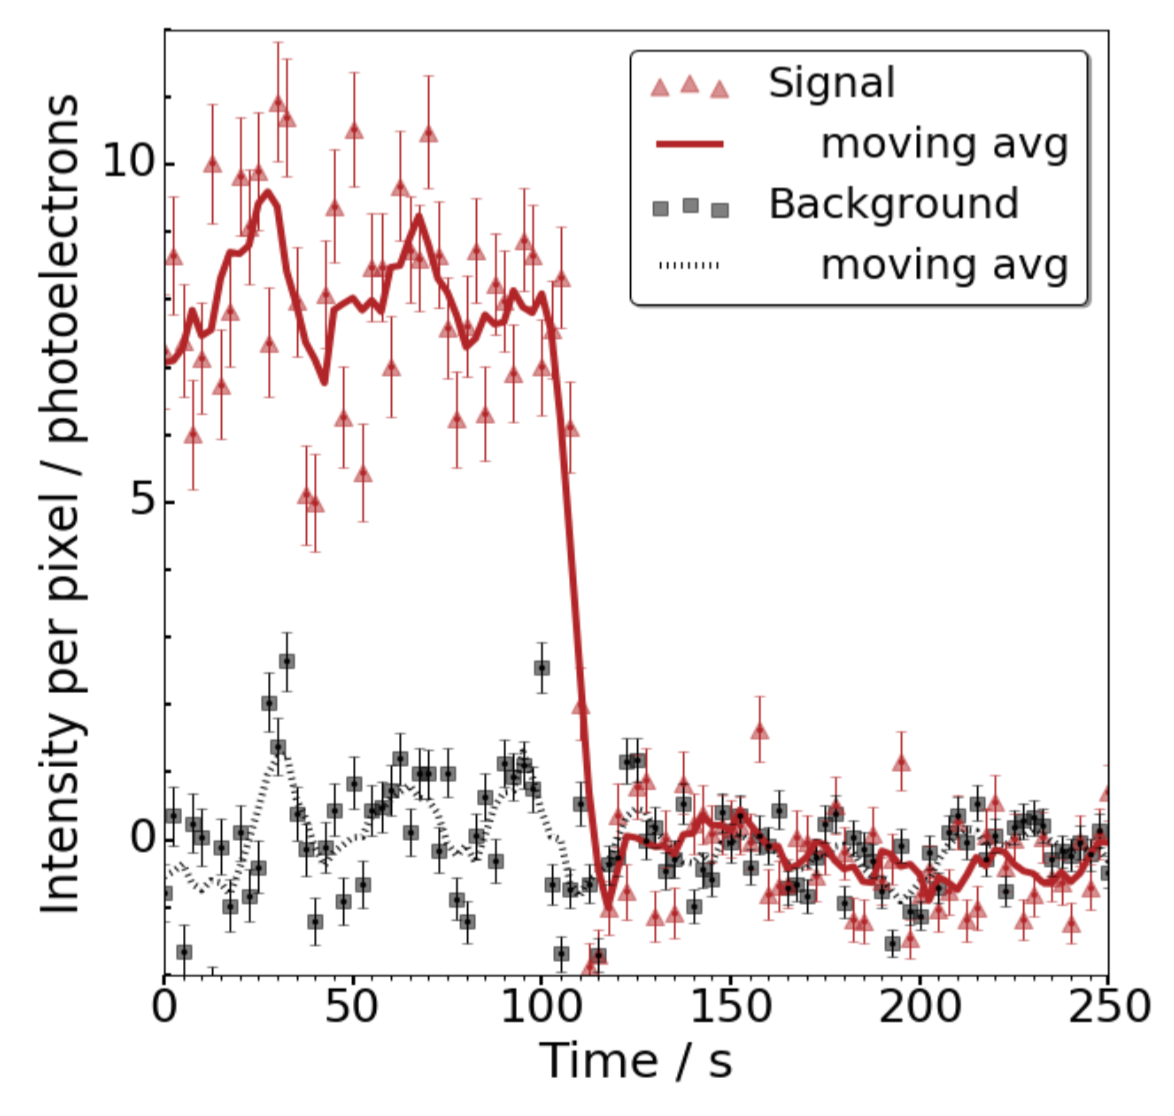 Intensity per pixel / photoelectrons
10
5
0
Signal
moving avg
Background
moving avg
0 50 100 150 200 250
Time / s